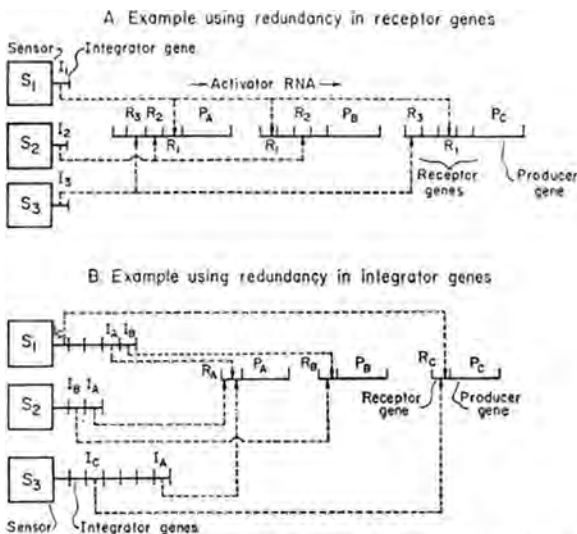 A. Example using redundancy in receptor genes
Sensor Integrator gene
S1 I1
Activator RNA
R3 R2 PA
R1
R2 PB
R1
R3 PC
R1
S2 I2
S3 I3
Receptor genes
Producer gene
B. Example using redundancy in integrator genes
S1 IC IA IB
RA PA
RB PB
RC PC
Receptor gene
Producer gene
S2 IB IA
S3 IC IA
Sensor Integrator genes